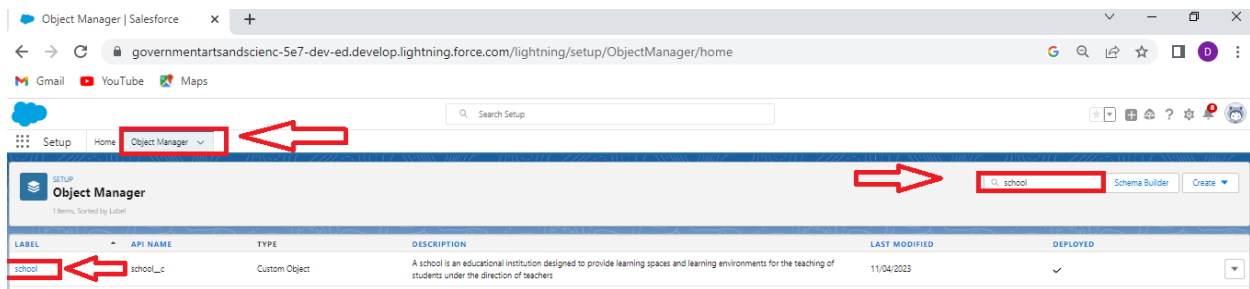 Object Manager | Salesforce
governmentartsandscienc-5e7-dev-ed.develop.lightning.force.com/lightning/setup/ObjectManager/home
G
D
Gmail YouTube Maps
Search Setup
8
Setup Home Object Manager
SETUP
Object Manager
1 Items, Sorted by Label
school
Schema Builder Create
LABEL API NAME TYPE DESCRIPTION LAST MODIFIED DEPLOYED
school school__c Custom Object A school is an educational institution designed to provide learning spaces and learning environments for the teaching of
students under the direction of teachers
11/04/2023